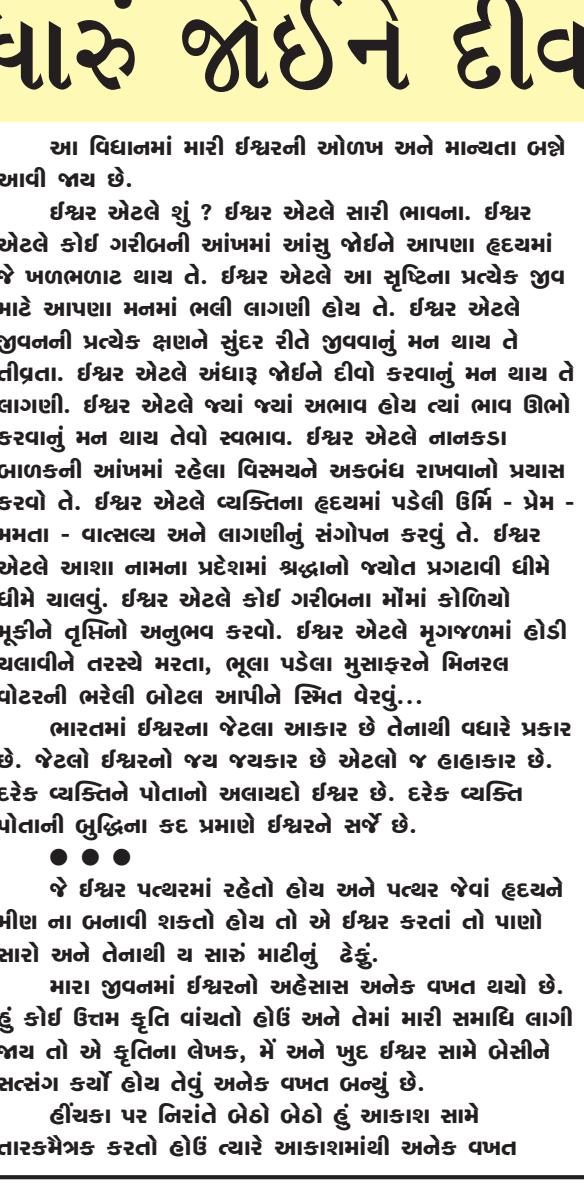 વારું જોઈને દીવ
આ વિધાનમાં મારી ઈશ્વરની ઓળખ અને માન્યતા બન્ને
આવી જાય છે.
ઈશ્વર એટલે શું ? ઈશ્વર એટલે સારી ભાવના. ઈશ્વર
એટલે કોઈ ગરીબની આંખમાં આંસુ જોઈને આપણા હૃદયમાં
જે ખળભળાટ થાય તે. ઈશ્વર એટલે આ સૃષ્ટિના પ્રત્યેક જીવ
માટે આપણા મનમાં ભલી લાગણી હોય તે. ઈશ્વર એટલે
જીવનની પ્રત્યેક ક્ષણને સુંદર રીતે જીવવાનું મન થાય તે
તીવ્રતા. ઈશ્વર એટલે અંધારૂ જોઈને દીવો કરવાનું મન થાય તે
લાગણી. ઈશ્વર એટલે જ્યાં જ્યાં અભાવ હોય ત્યાં ભાવ ઊભો
કરવાનું મન થાય તેવો સ્વભાવ. ઈશ્વર એટલે નાનકડા
બાળકની આંખમાં રહેલા વિસ્મયને અકબંધ રાખવાનો પ્રયાસ
કરવો તે. ઈશ્વર એટલે વ્યક્તિના હૃદયમાં પડેલી ઉર્મિ - પ્રેમ -
મમતા - વાત્સલ્ય અને લાગણીનું સંગોપન કરવું તે. ઈશ્વર
એટલે આશા નામના પ્રદેશમાં શ્રદ્ધાનો જ્યોત પ્રગટાવી ધીમે
ધીમે ચાલવું. ઈશ્વર એટલે કોઈ ગરીબના મોંમાં કોળિયો
મૂકીને તૃપ્તિનો અનુભવ કરવો. ઈશ્વર એટલે મૃગજળમાં હોડી
ચલાવીને તરસ્યે મરતા, ભૂલા પડેલા મુસાફરને મિનરલ
વોટરની ભરેલી બોટલ આપીને સ્મિત વેરવું...
ભારતમાં ઈશ્વરના જેટલા આકાર છે તેનાથી વધારે પ્રકાર
છે. જેટલો ઈશ્વરનો જય જયકાર છે એટલો જ હાહાકાર છે.
દરેક વ્યક્તિને પોતાનો અલાયદો ઈશ્વર છે. દરેક વ્યક્તિ
પોતાની બુદ્ધિના કદ પ્રમાણે ઈશ્વરને સર્જે છે.
● ● ●
જે ઈશ્વર પત્થરમાં રહેતો હોય અને પત્થર જેવાં હૃદયને
મીણ ના બનાવી શકતો હોય તો એ ઈશ્વર કરતાં તો પાણો
સારો અને તેનાથી ય સારું માટીનું ઢેફું.
મારા જીવનમાં ઈશ્વરનો અહેસાસ અનેક વખત થયો છે.
હું કોઈ ઉત્તમ કૃતિ વાંચતો હોઉં અને તેમાં મારી સમાધિ લાગી
જાય તો એ કૃતિના લેખક, મેં અને ખુદ ઈશ્વર સામે બેસીને
સત્સંગ કર્યો હોય તેવું અનેક વખત બન્યું છે.
હીંચકા પર નિરાંતે બેઠો બેઠો હું આકાશ સામે
તારકમૈત્રક કરતો હોઉં ત્યારે આકાશમાંથી અનેક વખત